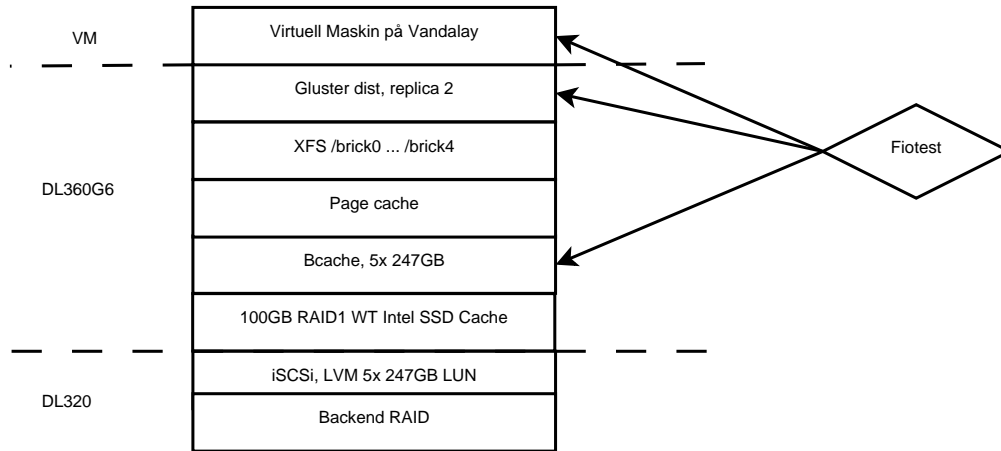 Virtuell Maskin på Vandalay
VM
Gluster dist, replica 2
XFS /brick0 ... /brick4
Fiotest
DL360G6
Page cache
Bcache, 5x 247GB
100GB RAID1 WT Intel SSD Cache
iSCSi, LVM 5x 247GB LUN
DL320
Backend RAID